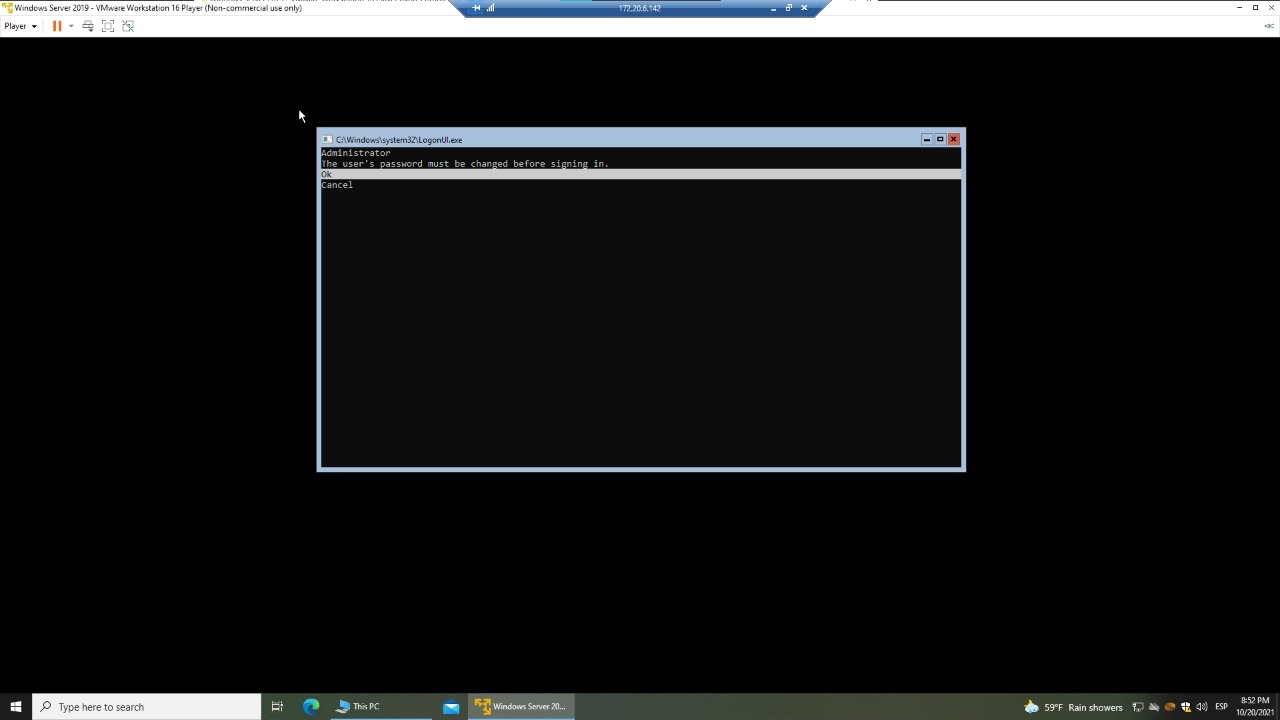 Windows Server 2019 - VMware Workstation 16 Player (Non-commercial use only)
172.20.6.142
Player
C:\Windows\system32\LogonUI.exe
Administrator
The user's password must be changed before signing in.
Ok
Cancel
Type here to search
This PC
Windows Server 20...
59°F Rain showers
ESP
8:52 PM
10/20/2021